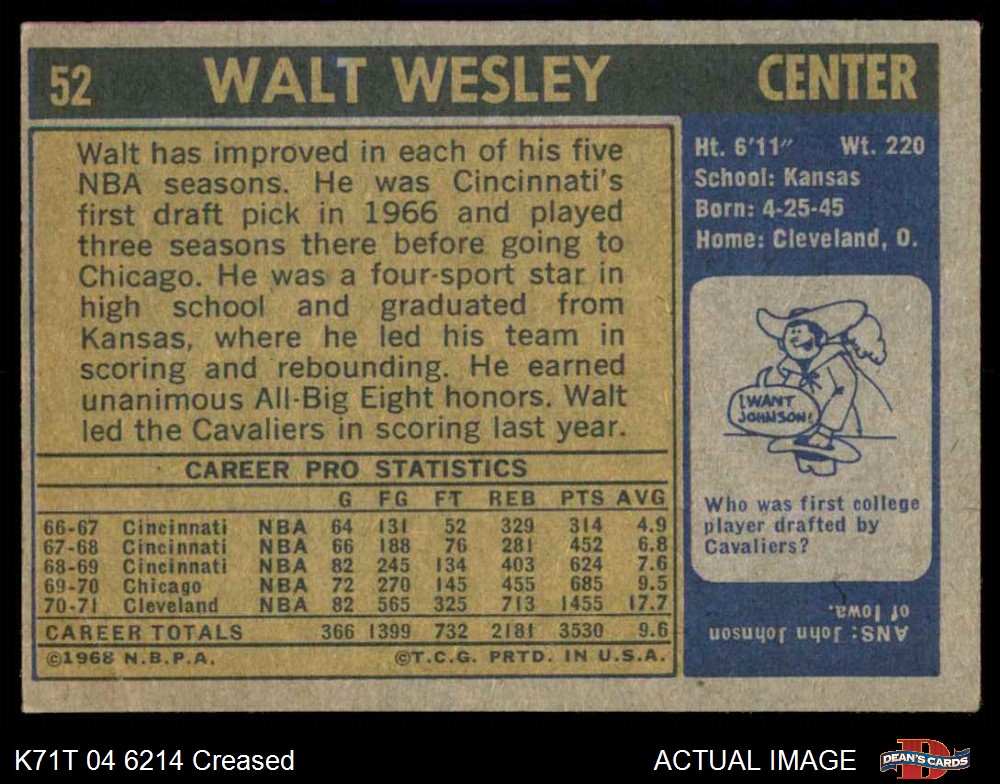 52 WALT WESLEY CENTER
Walt has improved in each of his five
NBA seasons. He was Cincinnati's
first draft pick in 1966 and played
three seasons there before going to
Chicago. He was a four-sport star in
high school and graduated from
Kansas, where he led his team in
scoring and rebounding. He earned
unanimous All-Big Eight honors. Walt
led the Cavaliers in scoring last year.
CAREER PRO STATISTICS
G FG FT REB PTS AVG
66-67 Cincinnati NBA 64 131 52 329 314 4.9
67-68 Cincinnati NBA 66 188 76 281 452 6.8
68-69 Cincinnati NBA 82 245 134 403 624 7.6
69-70 Chicago NBA 72 270 145 455 685 9.5
70-71 Cleveland NBA 82 565 325 713 1455 17.7
CAREER TOTALS 366 1399 732 2181 3530 9.6
©1968 N.B.P.A. ©T.C.G. PRTD. IN U.S.A.
Ht. 6'11" Wt. 220
School: Kansas
Born: 4-25-45
Home: Cleveland, O.
I WANT
JOHNSON!
Who was first college
player drafted by
Cavaliers?
ANS: John Johnson
of Iowa.
K71T 04 6214 Creased ACTUAL IMAGE
DEAN'S CARDS